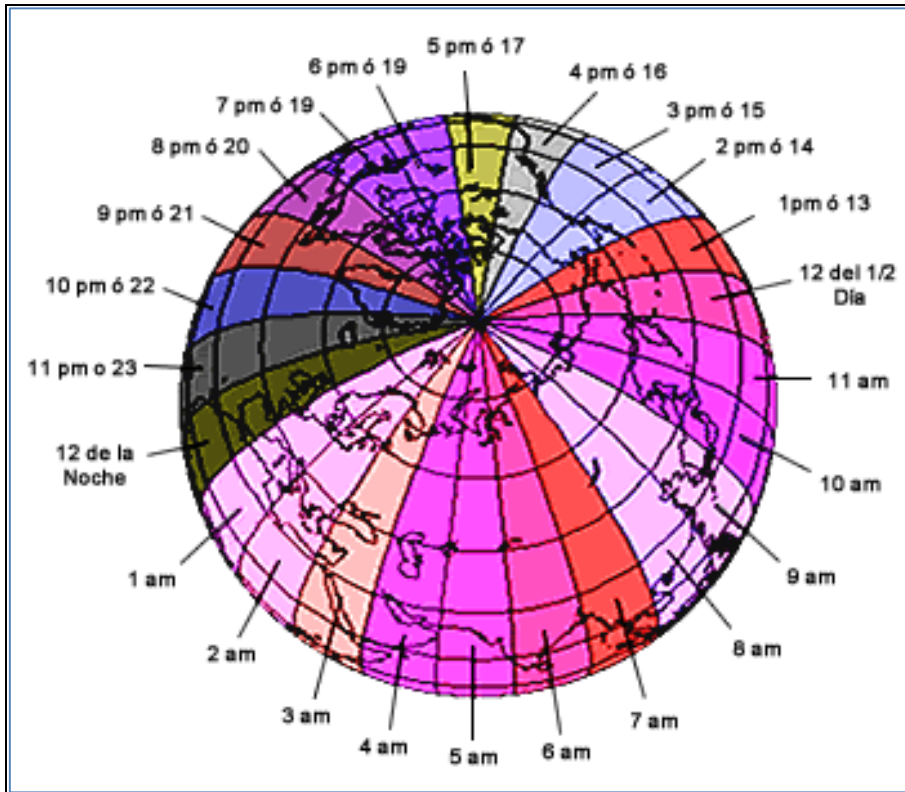 5 pm ó 17
4 pm ó 16
3 pm ó 15
2 pm ó 14
1pm ó 13
12 del 1/2
Día
11 am
10 am
9 am
8 am
7 am
6 am
5 am
4 am
3 am
2 am
1 am
12 de la
Noche
11 pm o 23
10 pm ó 22
9 pm ó 21
8 pm ó 20
7 pm ó 19
6 pm ó 19